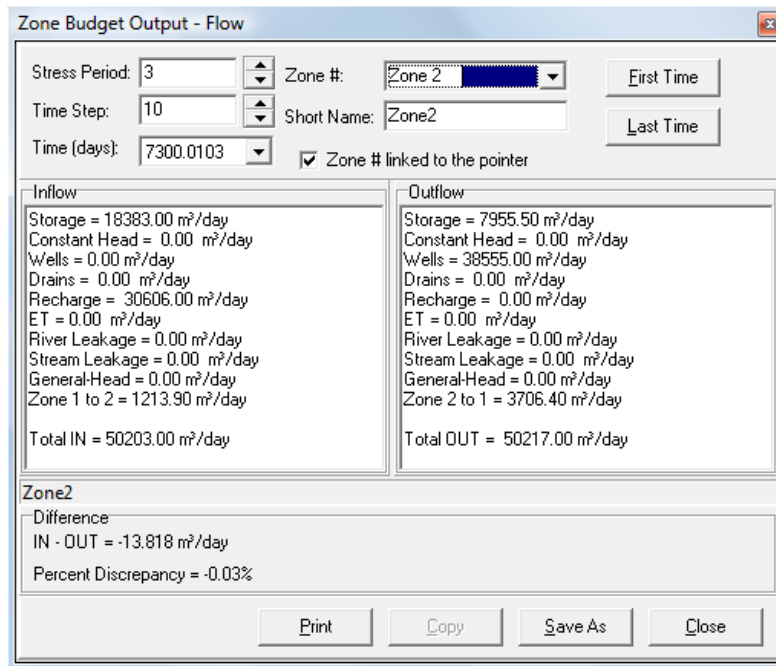 Zone Budget Output - Flow
Stress Period: 3 Zone #: Zone 2 First Time
Time Step: 10 Short Name: Zone2 Last Time
Time (days): 7300.0103 Zone # linked to the pointer
Inflow
Storage = 18383.00 m³/day
Constant Head = 0.00 m³/day
Wells = 0.00 m³/day
Drains = 0.00 m³/day
Recharge = 30606.00 m³/day
ET = 0.00 m³/day
River Leakage = 0.00 m³/day
Stream Leakage = 0.00 m³/day
General-Head = 0.00 m³/day
Zone 1 to 2 = 1213.90 m³/day
Total IN = 50203.00 m³/day
Outflow
Storage = 7955.50 m³/day
Constant Head = 0.00 m³/day
Wells = 38555.00 m³/day
Drains = 0.00 m³/day
Recharge = 0.00 m³/day
ET = 0.00 m³/day
River Leakage = 0.00 m³/day
Stream Leakage = 0.00 m³/day
General-Head = 0.00 m³/day
Zone 2 to 1 = 3706.40 m³/day
Total OUT = 50217.00 m³/day
Zone2
Difference
IN - OUT = -13.818 m³/day
Percent Discrepancy = -0.03%
Print Copy Save As Close